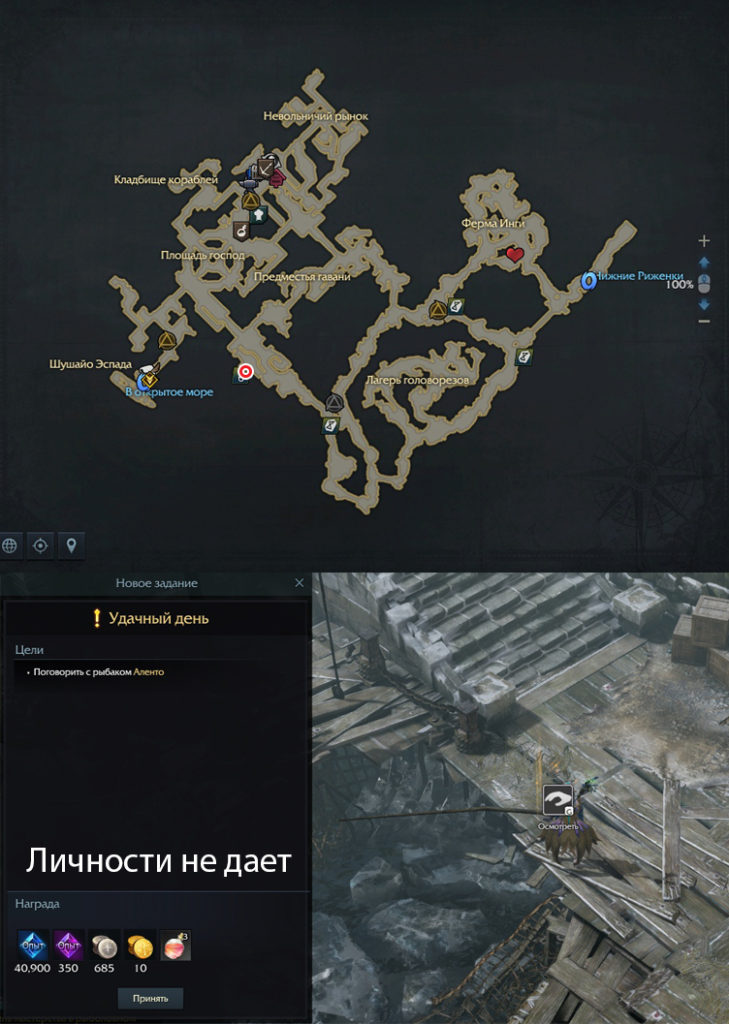 Невольничий рынок
Кладбище кораблей
Ферма Инги
Площадь господ
Предместья гавани
Нижние Риженки
100%
Шушайо Эспада
Лагерь головорезов
В открытое море
Новое задание
Удачный день
Цели
Поговорить с рыбаком Аленто
G
Осмотреть
Личности не дает
Награда
Опыт
Опыт
3
40,900 350 685 10
Принять